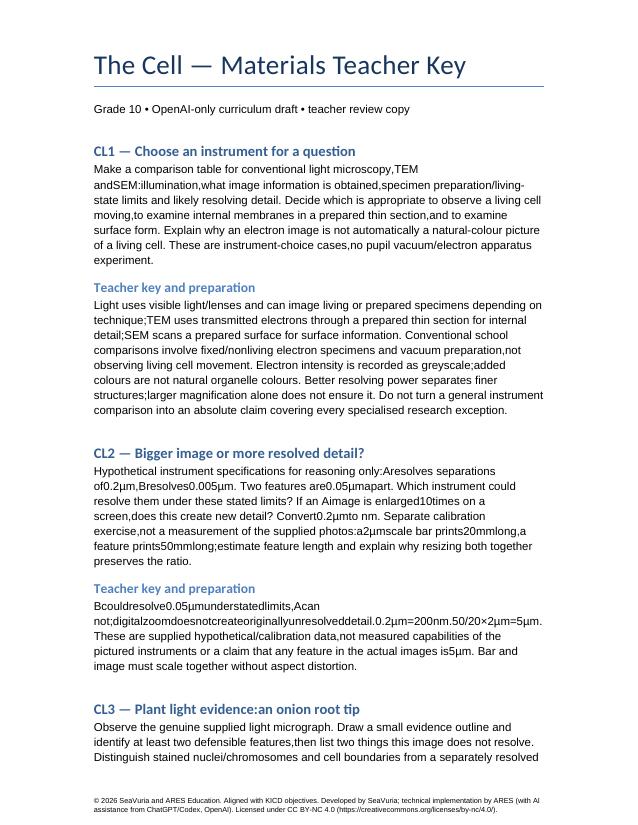 The Cell — Materials Teacher Key
Grade 10 • OpenAI-only curriculum draft • teacher review copy
CL1 — Choose an instrument for a question
Make a comparison table for conventional light microscopy,TEM
andSEM:illumination,what image information is obtained,specimen preparation/living-
state limits and likely resolving detail. Decide which is appropriate to observe a living cell
moving,to examine internal membranes in a prepared thin section,and to examine
surface form. Explain why an electron image is not automatically a natural-colour picture
of a living cell. These are instrument-choice cases,no pupil vacuum/electron apparatus
experiment.
Teacher key and preparation
Light uses visible light/lenses and can image living or prepared specimens depending on
technique;TEM uses transmitted electrons through a prepared thin section for internal
detail;SEM scans a prepared surface for surface information. Conventional school
comparisons involve fixed/nonliving electron specimens and vacuum preparation,not
observing living cell movement. Electron intensity is recorded as greyscale;added
colours are not natural organelle colours. Better resolving power separates finer
structures;larger magnification alone does not ensure it. Do not turn a general instrument
comparison into an absolute claim covering every specialised research exception.
CL2 — Bigger image or more resolved detail?
Hypothetical instrument specifications for reasoning only:Aresolves separations
of0.2µm,Bresolves0.005µm. Two features are0.05µmapart. Which instrument could
resolve them under these stated limits? If an Aimage is enlarged10times on a
screen,does this create new detail? Convert0.2µmto nm. Separate calibration
exercise,not a measurement of the supplied photos:a2µmscale bar prints20mmlong,a
feature prints50mmlong;estimate feature length and explain why resizing both together
preserves the ratio.
Teacher key and preparation
Bcouldresolve0.05µmunderstatedlimits,Acan
not;digitalzoomdoesnotcreateoriginallyunresolveddetail.0.2µm=200nm.50/20×2µm=5µm.
These are supplied hypothetical/calibration data,not measured capabilities of the
pictured instruments or a claim that any feature in the actual images is5µm. Bar and
image must scale together without aspect distortion.
CL3 — Plant light evidence:an onion root tip
Observe the genuine supplied light micrograph. Draw a small evidence outline and
identify at least two defensible features,then list two things this image does not resolve.
Distinguish stained nuclei/chromosomes and cell boundaries from a separately resolved
© 2026 SeaVuria and ARES Education. Aligned with KICD objectives. Developed by SeaVuria; technical implementation by ARES (with AI
assistance from ChatGPT/Codex, OpenAI). Licensed under CC BY-NC 4.0 (https://creativecommons.org/licenses/by-nc/4.0/).